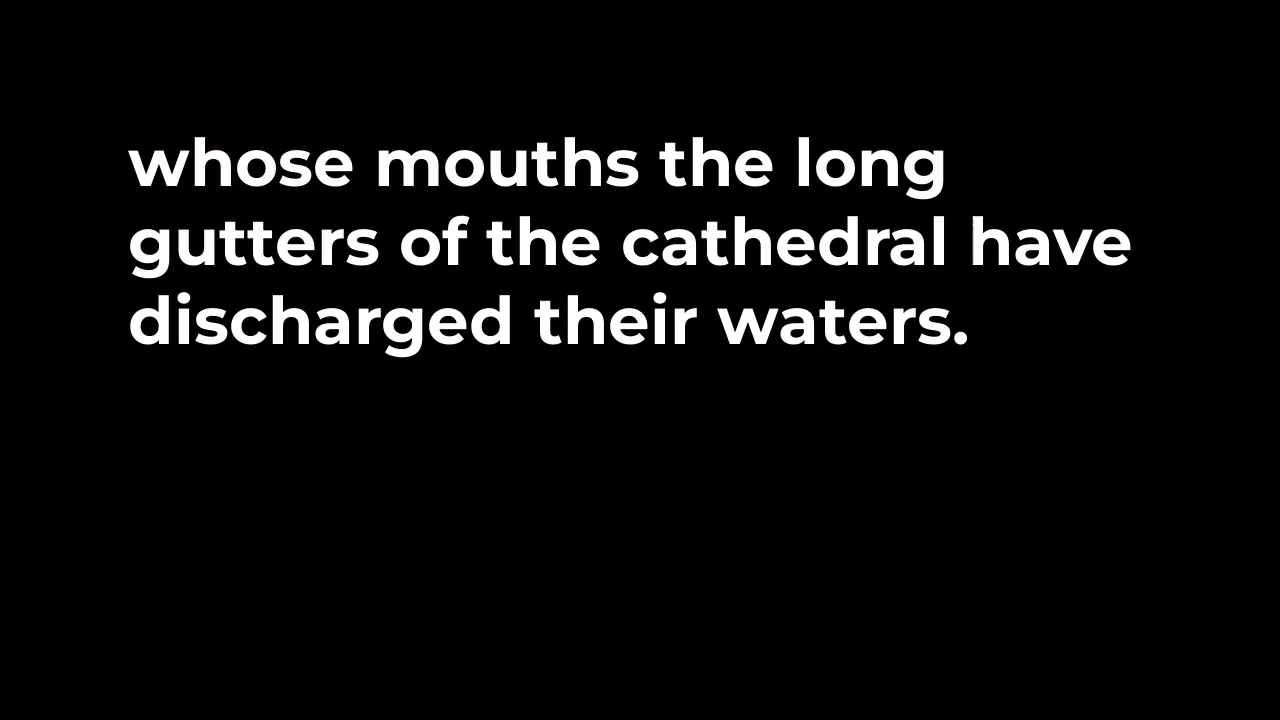 whose mouths the long
gutters of the cathedral have
discharged their waters.